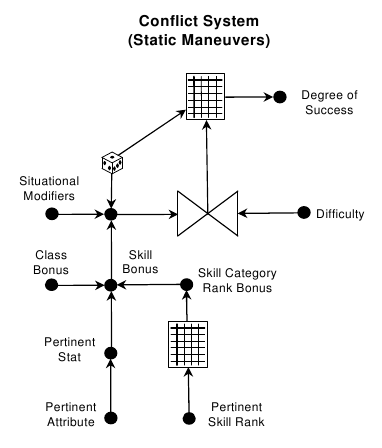 Conflict System
(Static Maneuvers)
Degree of
Success
Situational
Modifiers
Difficulty
Class
Bonus
Skill
Bonus
Skill Category
Rank Bonus
Pertinent
Stat
Pertinent
Attribute
Pertinent
Skill Rank